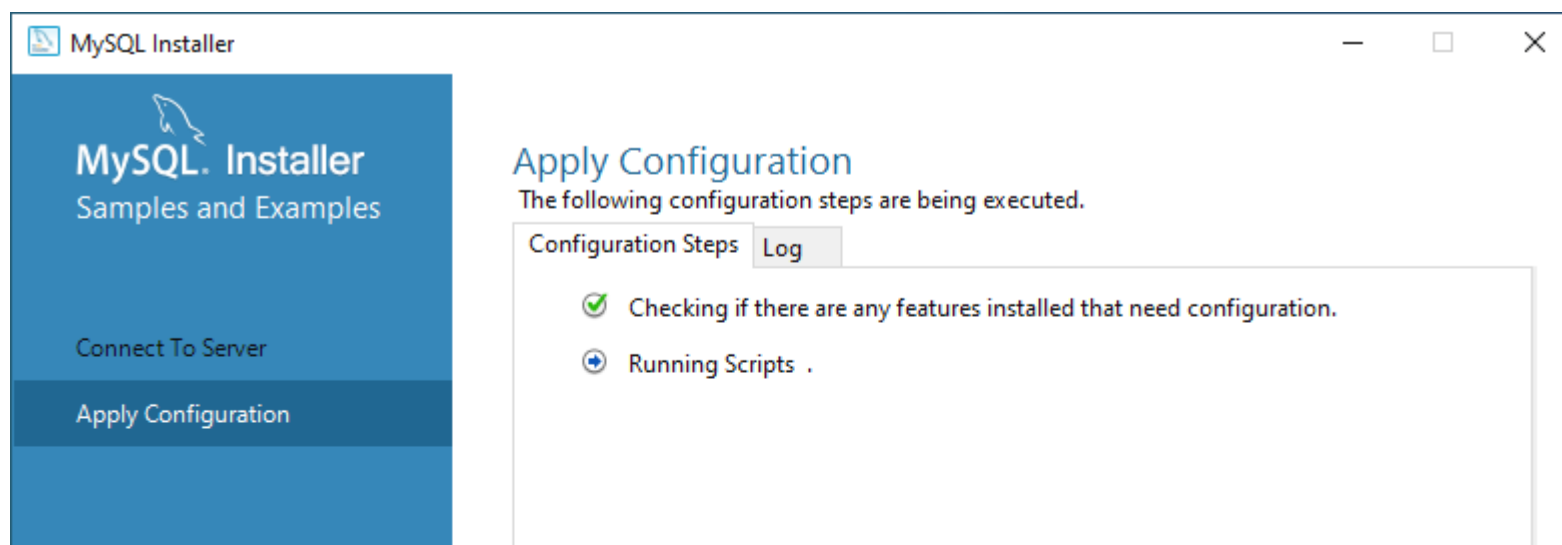 MySQL Installer
MySQL. Installer
Samples and Examples
Connect To Server
Apply Configuration
Apply Configuration
The following configuration steps are being executed.
Configuration Steps
Log
Checking if there are any features installed that need configuration.
Running Scripts .